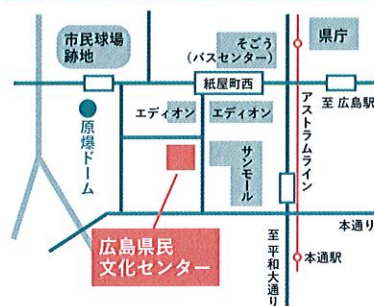 市民球場
跡地
そごう
(バスセンター)
県庁
紙屋町西
至 広島駅
アストラムライン
原爆ドーム
エディオン
エディオン
サンモール
本通り
広島県民
文化センター
至 平和大通り
本通駅